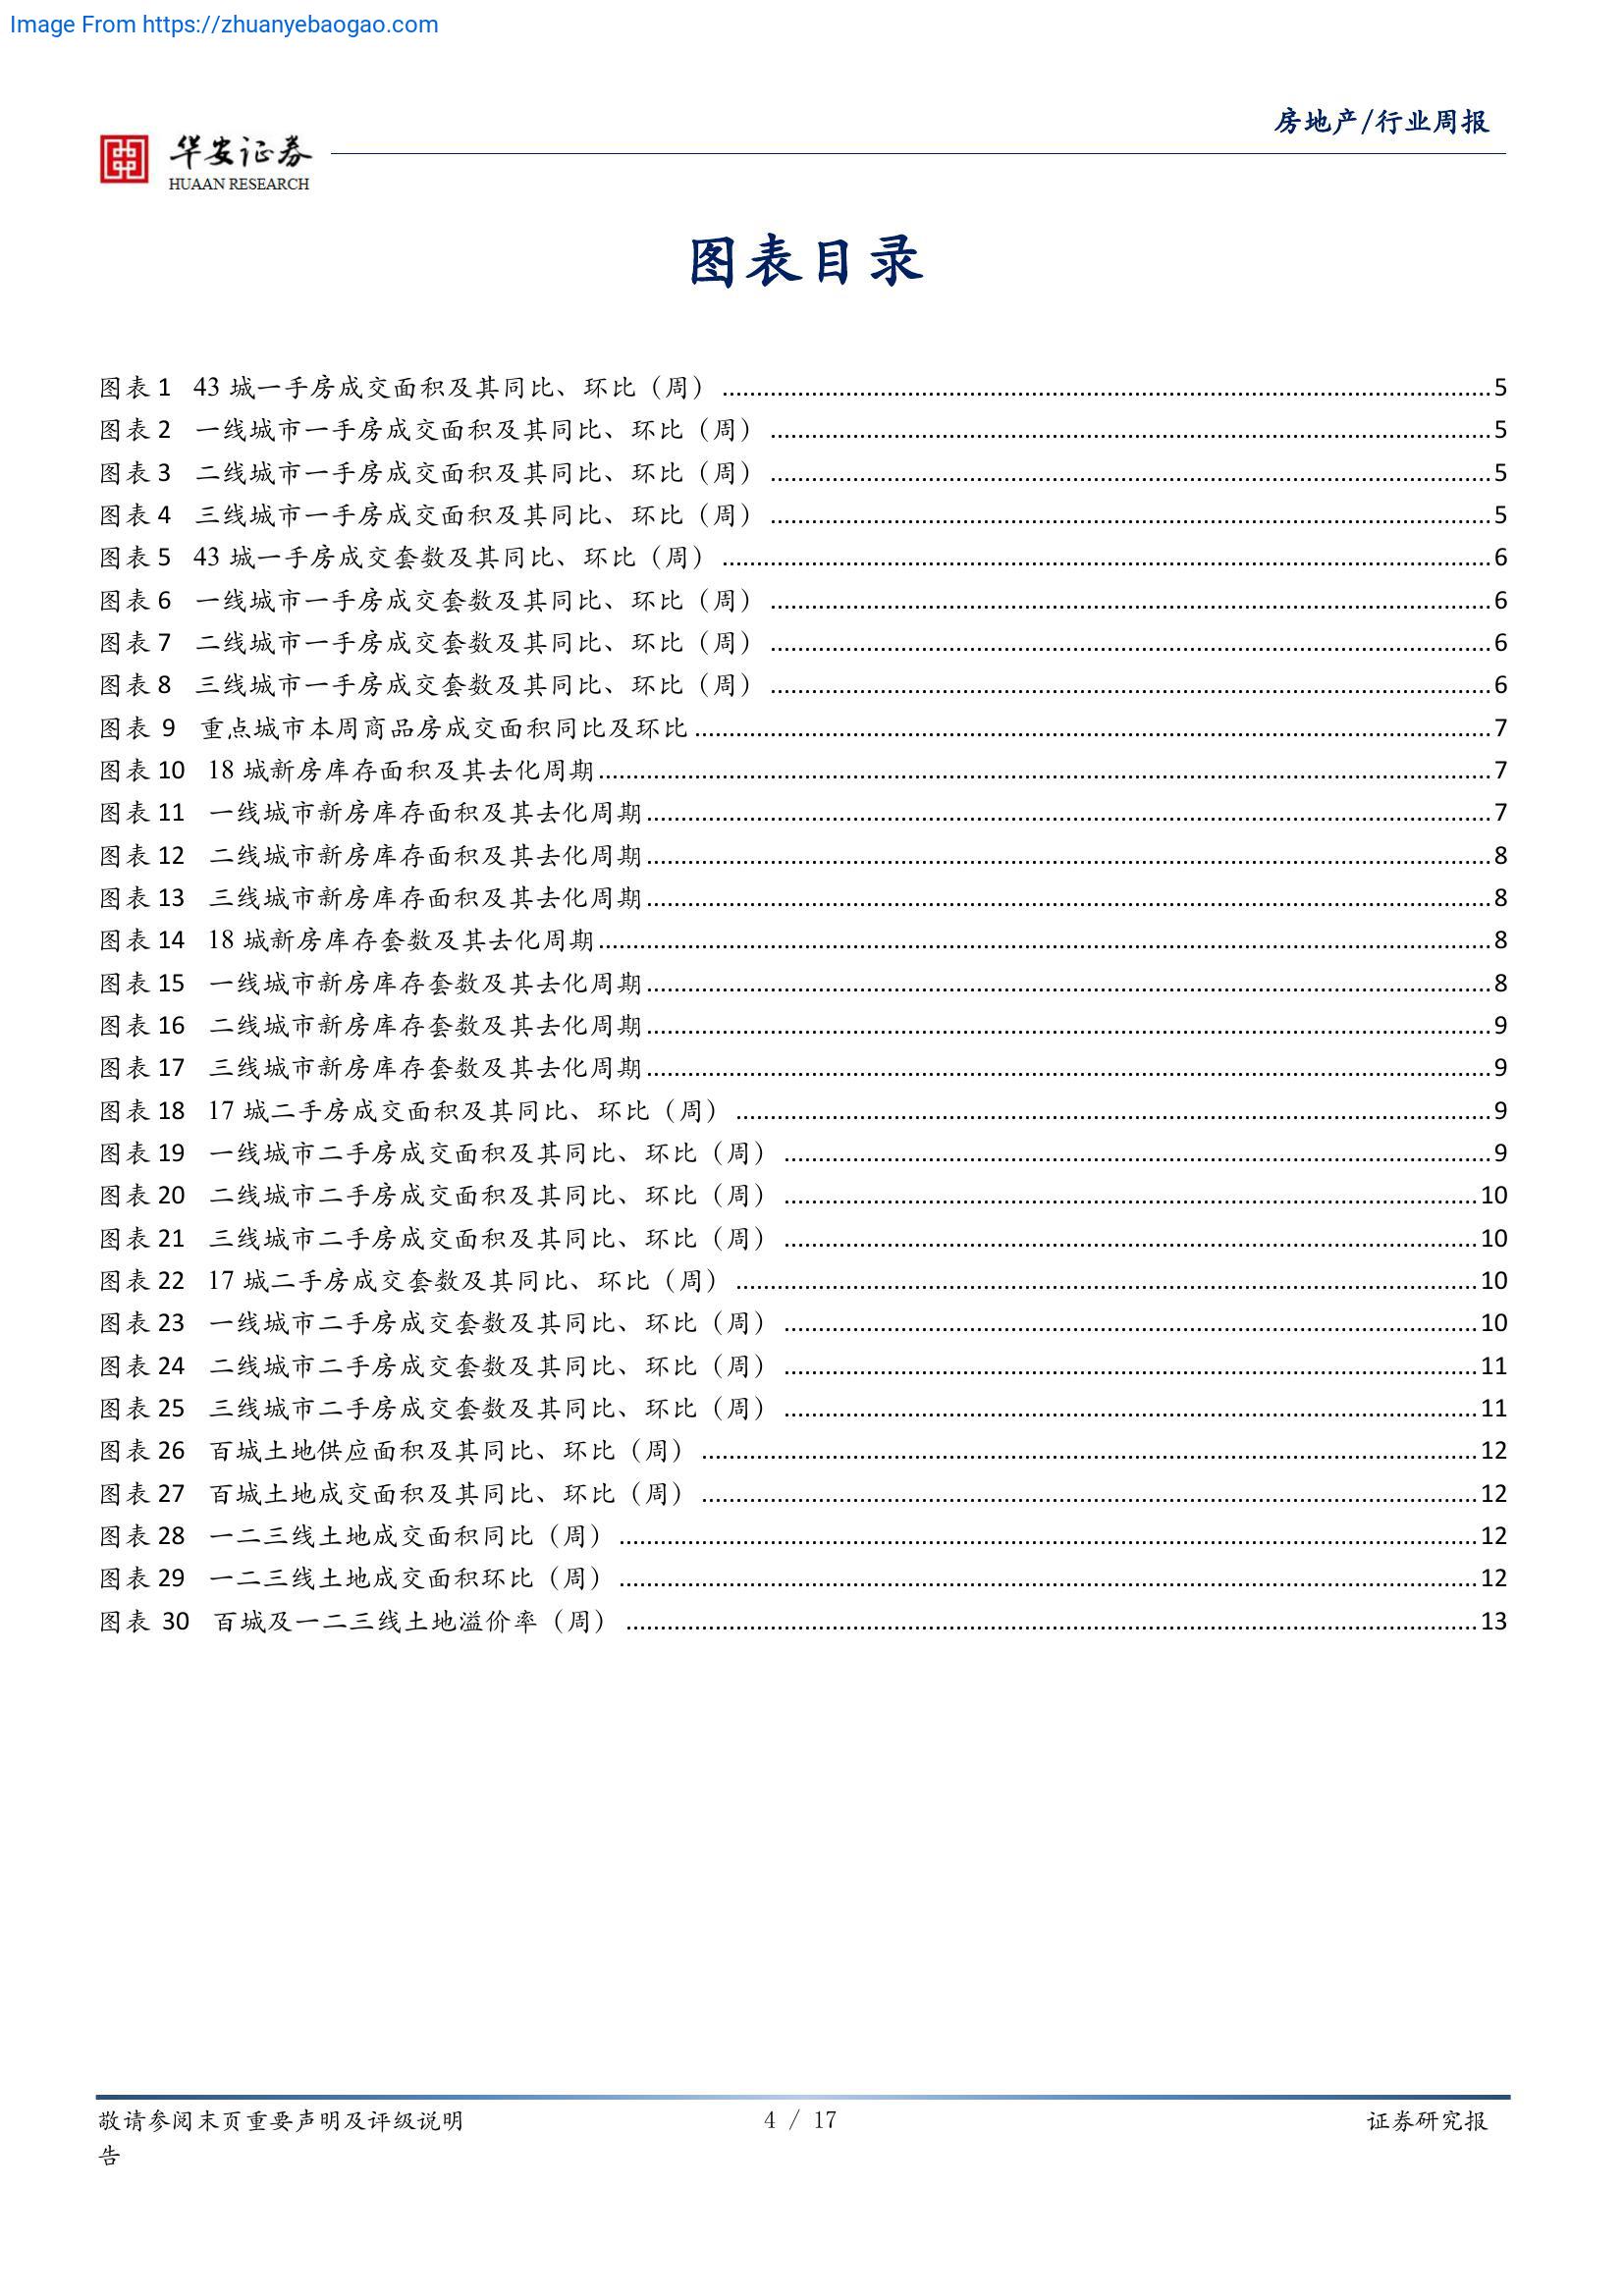 Image From https://zhuanyebaogao.com
房地产/行业周报
华安证券
HUAAN RESEARCH
图表目录
图表 1 43 城一手房成交面积及其同比、环比（周） 5
图表 2 一线城市一手房成交面积及其同比、环比（周） 5
图表 3 二线城市一手房成交面积及其同比、环比（周） 5
图表 4 三线城市一手房成交面积及其同比、环比（周） 5
图表 5 43 城一手房成交套数及其同比、环比（周） 6
图表 6 一线城市一手房成交套数及其同比、环比（周） 6
图表 7 二线城市一手房成交套数及其同比、环比（周） 6
图表 8 三线城市一手房成交套数及其同比、环比（周） 6
图表 9 重点城市本周商品房成交面积同比及环比 7
图表 10 18 城新房库存面积及其去化周期 7
图表 11 一线城市新房库存面积及其去化周期 7
图表 12 二线城市新房库存面积及其去化周期 8
图表 13 三线城市新房库存面积及其去化周期 8
图表 14 18 城新房库存套数及其去化周期 8
图表 15 一线城市新房库存套数及其去化周期 8
图表 16 二线城市新房库存套数及其去化周期 9
图表 17 三线城市新房库存套数及其去化周期 9
图表 18 17 城二手房成交面积及其同比、环比（周） 9
图表 19 一线城市二手房成交面积及其同比、环比（周） 9
图表 20 二线城市二手房成交面积及其同比、环比（周） 10
图表 21 三线城市二手房成交面积及其同比、环比（周） 10
图表 22 17 城二手房成交套数及其同比、环比（周） 10
图表 23 一线城市二手房成交套数及其同比、环比（周） 10
图表 24 二线城市二手房成交套数及其同比、环比（周） 11
图表 25 三线城市二手房成交套数及其同比、环比（周） 11
图表 26 百城土地供应面积及其同比、环比（周） 12
图表 27 百城土地成交面积及其同比、环比（周） 12
图表 28 一二三线土地成交面积同比（周） 12
图表 29 一二三线土地成交面积环比（周） 12
图表 30 百城及一二三线土地溢价率（周） 13
敬请参阅末页重要声明及评级说明 4 / 17 证券研究报
告